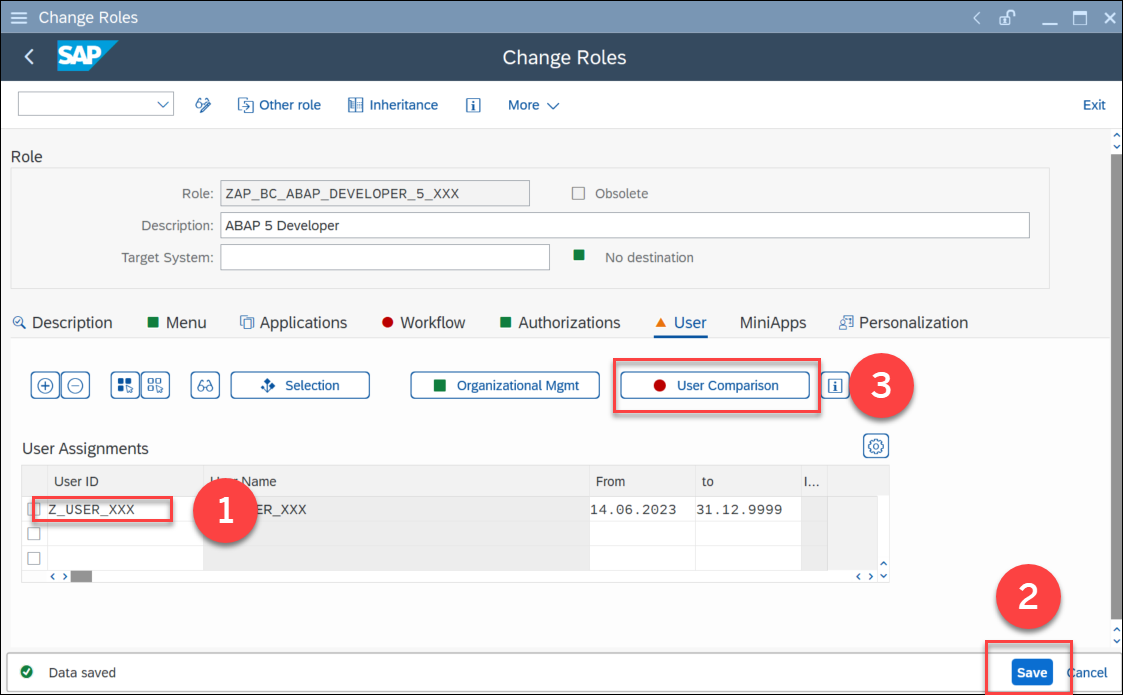 Change Roles
SAP
Change Roles
Other role
Inheritance
More
Exit
Role
Role: ZAP_BC_ABAP_DEVELOPER_5_XXX
Obsolete
Description: ABAP 5 Developer
Target System:
No destination
Description
Menu
Applications
Workflow
Authorizations
User
MiniApps
Personalization
Selection
Organizational Mgmt
User Comparison
3
User Assignments
User ID
Name
From
to
I...
Z_USER_XXX
1
ER_XXX
14.06.2023
31.12.9999
2
Data saved
Save
Cancel